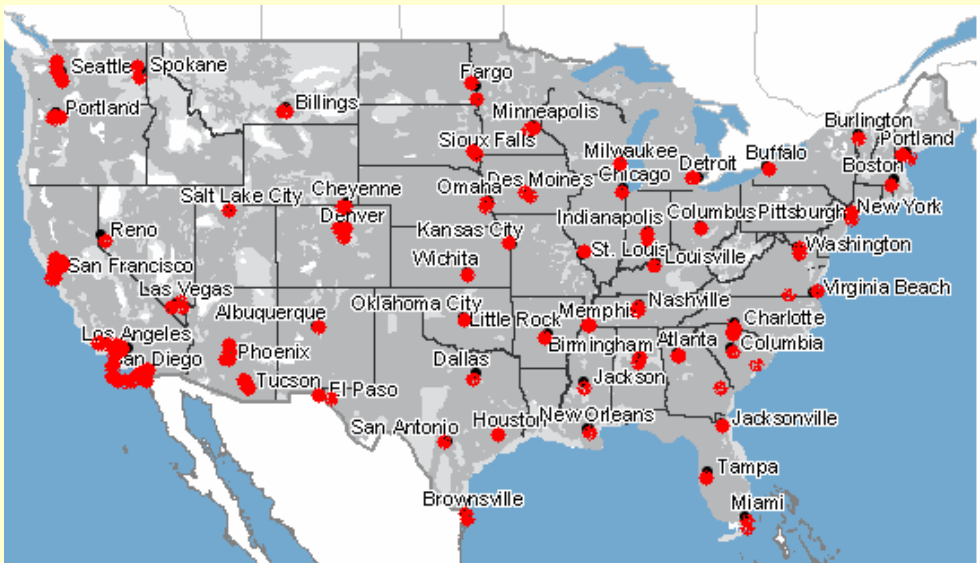 Seattle
Spokane
Fargo
Portland
Billings
Minneapolis
Burlington
Sioux Falls
Portland
Milwaukee
Detroit
Buffalo
Boston
Salt Lake City
Cheyenne
Omaha
Des Moines
Chicago
Denver
Indianapolis
Columbus
Pittsburgh
New York
Reno
Kansas City
San Francisco
Wichita
St. Louis
Louisville
Washington
Las Vegas
Virginia Beach
Albuquerque
Oklahoma City
Little Rock
Memphis
Nashville
Charlotte
Los Angeles
Birmingham
Atlanta
Columbia
San Diego
Phoenix
Dallas
Tucson
El Paso
Jackson
San Antonio
Houston
New Orleans
Jacksonville
Tampa
Brownsville
Miami